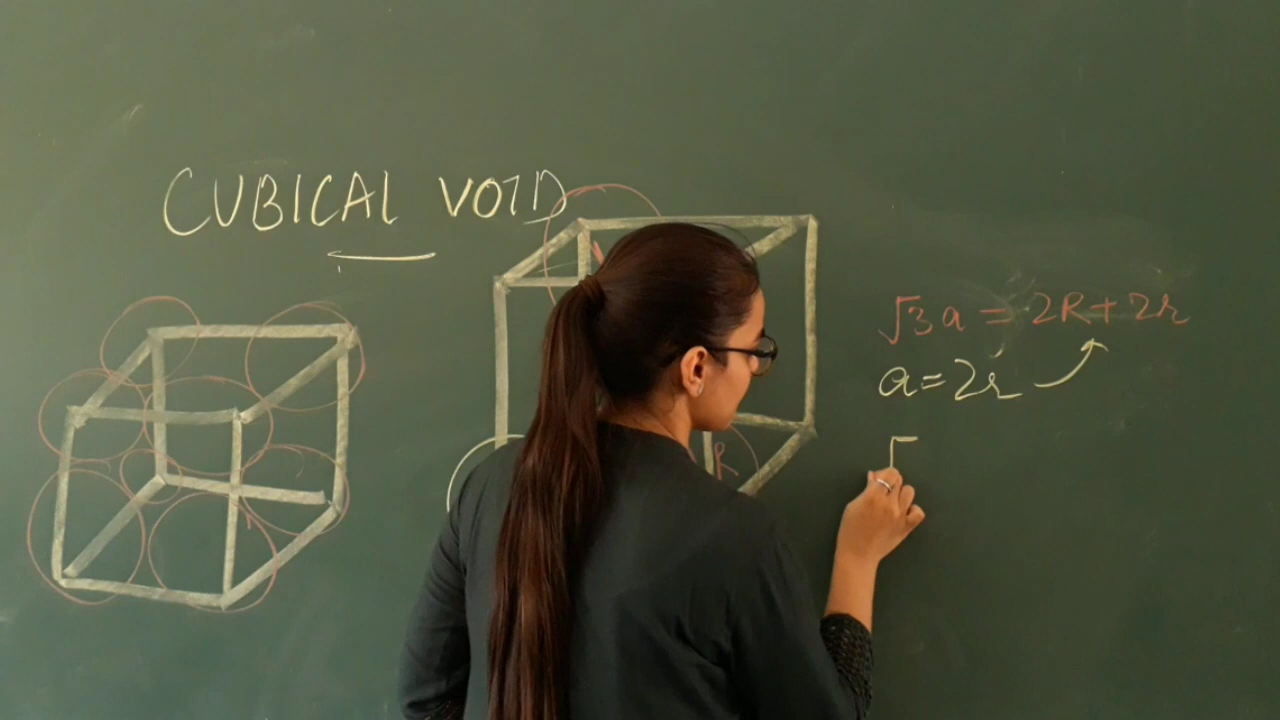 CUBICAL VOID
√3a = 2R + 2r
a = 2r
R